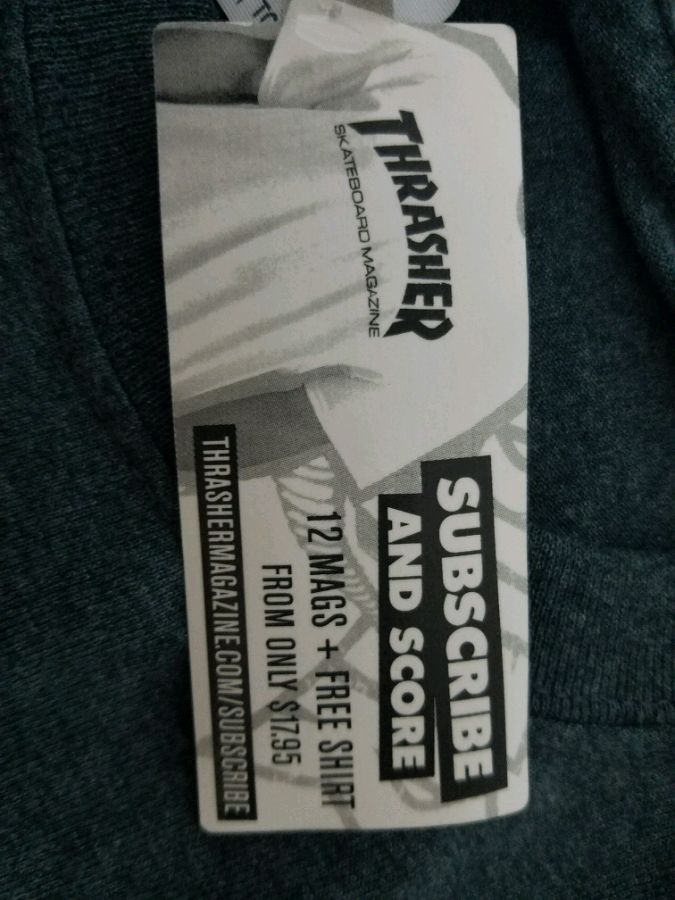 THRASHER
SKATEBOARD MAGAZINE
SUBSCRIBE
AND SCORE
12 MAGS + FREE SHIRT
FROM ONLY $17.95
THRASHERMAGAZINE.COM/SUBSCRIBE